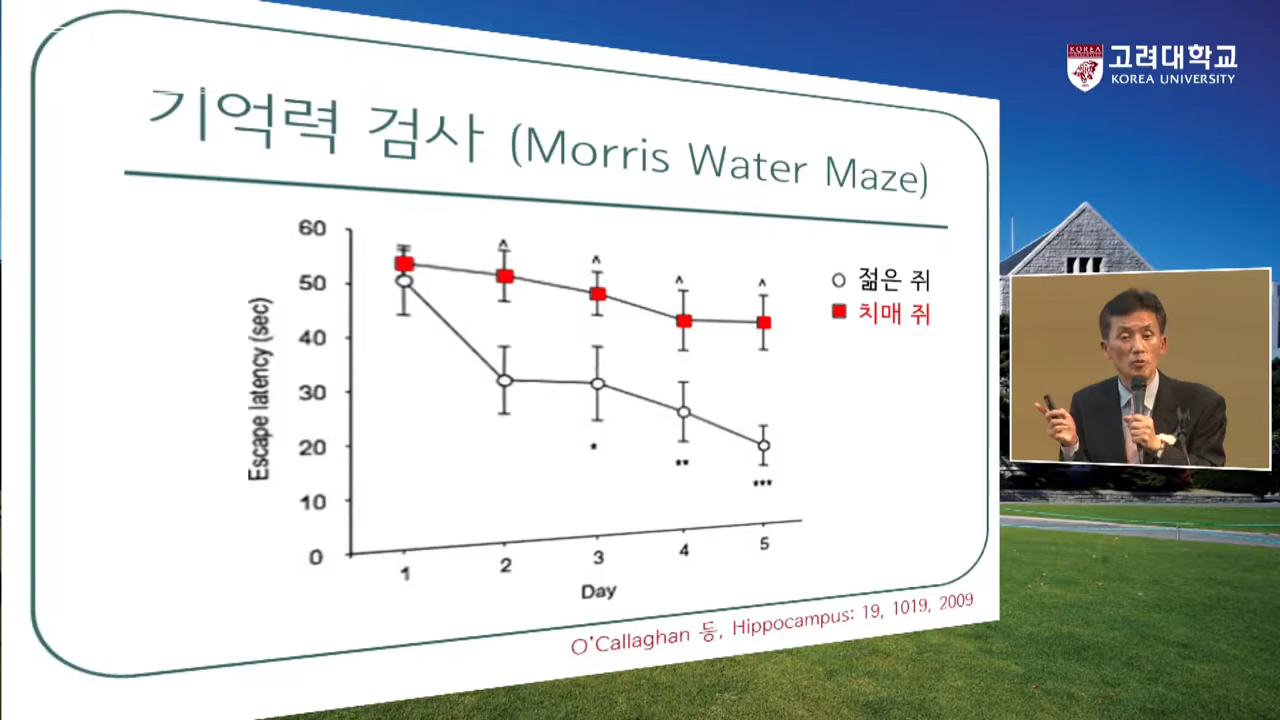 고려대학교
KOREA UNIVERSITY
기억력 검사 (Morris Water Maze)
60
50
40
30
20
10
0
Escape latency (sec)
^
^
^
^
*
**
***
1
2
3
4
5
Day
젊은 쥐
치매 쥐
O'Callaghan 등, Hippocampus: 19, 1019, 2009